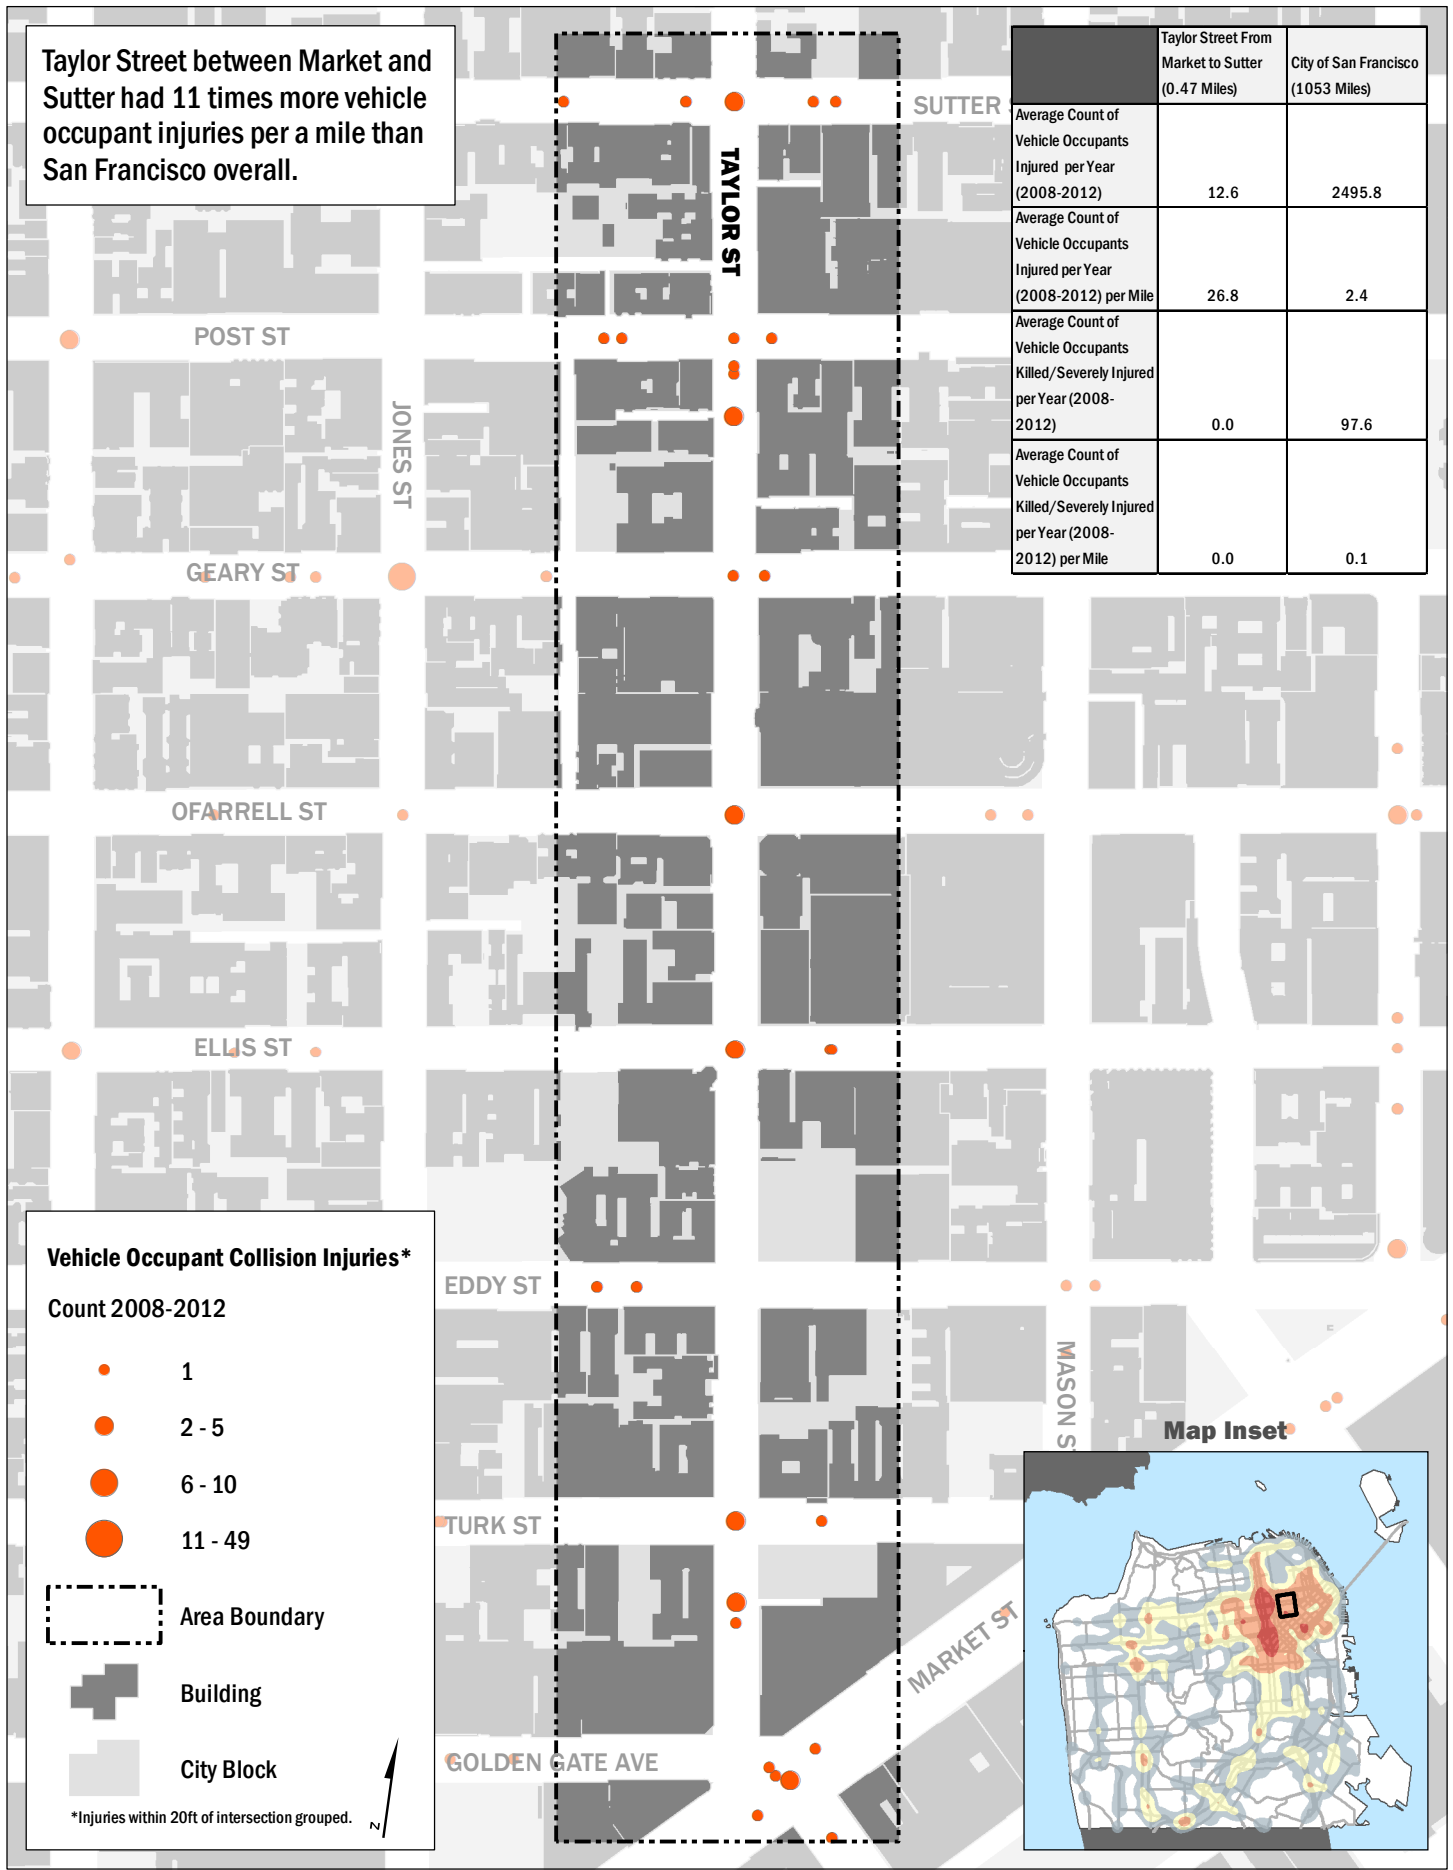 Taylor Street between Market and
Sutter had 11 times more vehicle
occupant injuries per a mile than
San Francisco overall.
Taylor Street From
Market to Sutter
(0.47 Miles)
City of San Francisco
(1053 Miles)
Average Count of
Vehicle Occupants
Injured per Year
(2008-2012)
12.6
2495.8
Average Count of
Vehicle Occupants
Injured per Year
(2008-2012) per Mile
26.8
2.4
Average Count of
Vehicle Occupants
Killed/Severely Injured
per Year (2008-
2012)
0.0
97.6
Average Count of
Vehicle Occupants
Killed/Severely Injured
per Year (2008-
2012) per Mile
0.0
0.1
SUTTER
TAYLOR ST
POST ST
JONES ST
GEARY ST
OFARRELL ST
ELLIS ST
EDDY ST
MASON S
TURK ST
MARKET ST
GOLDEN GATE AVE
Vehicle Occupant Collision Injuries*
Count 2008-2012
1
2 - 5
6 - 10
11 - 49
Area Boundary
Building
City Block
*Injuries within 20ft of intersection grouped.
z
Map Inset